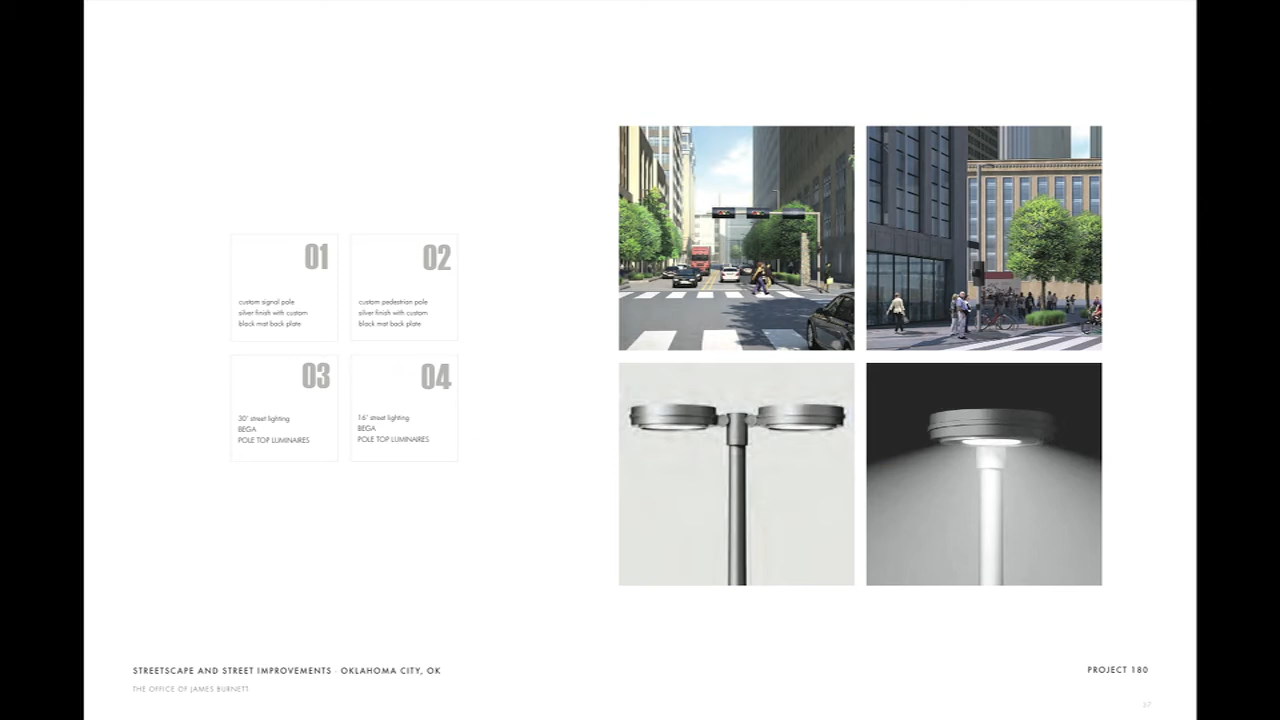 01
custom signal pole
silver finish with custom
black mat back plate
02
custom pedestrian pole
silver finish with custom
black mat back plate
03
30' street lighting
BEGA
POLE TOP LUMINAIRES
04
16' street lighting
BEGA
POLE TOP LUMINAIRES
STREETSCAPE AND STREET IMPROVEMENTS · OKLAHOMA CITY, OK
THE OFFICE OF JAMES BURNETT
PROJECT 180